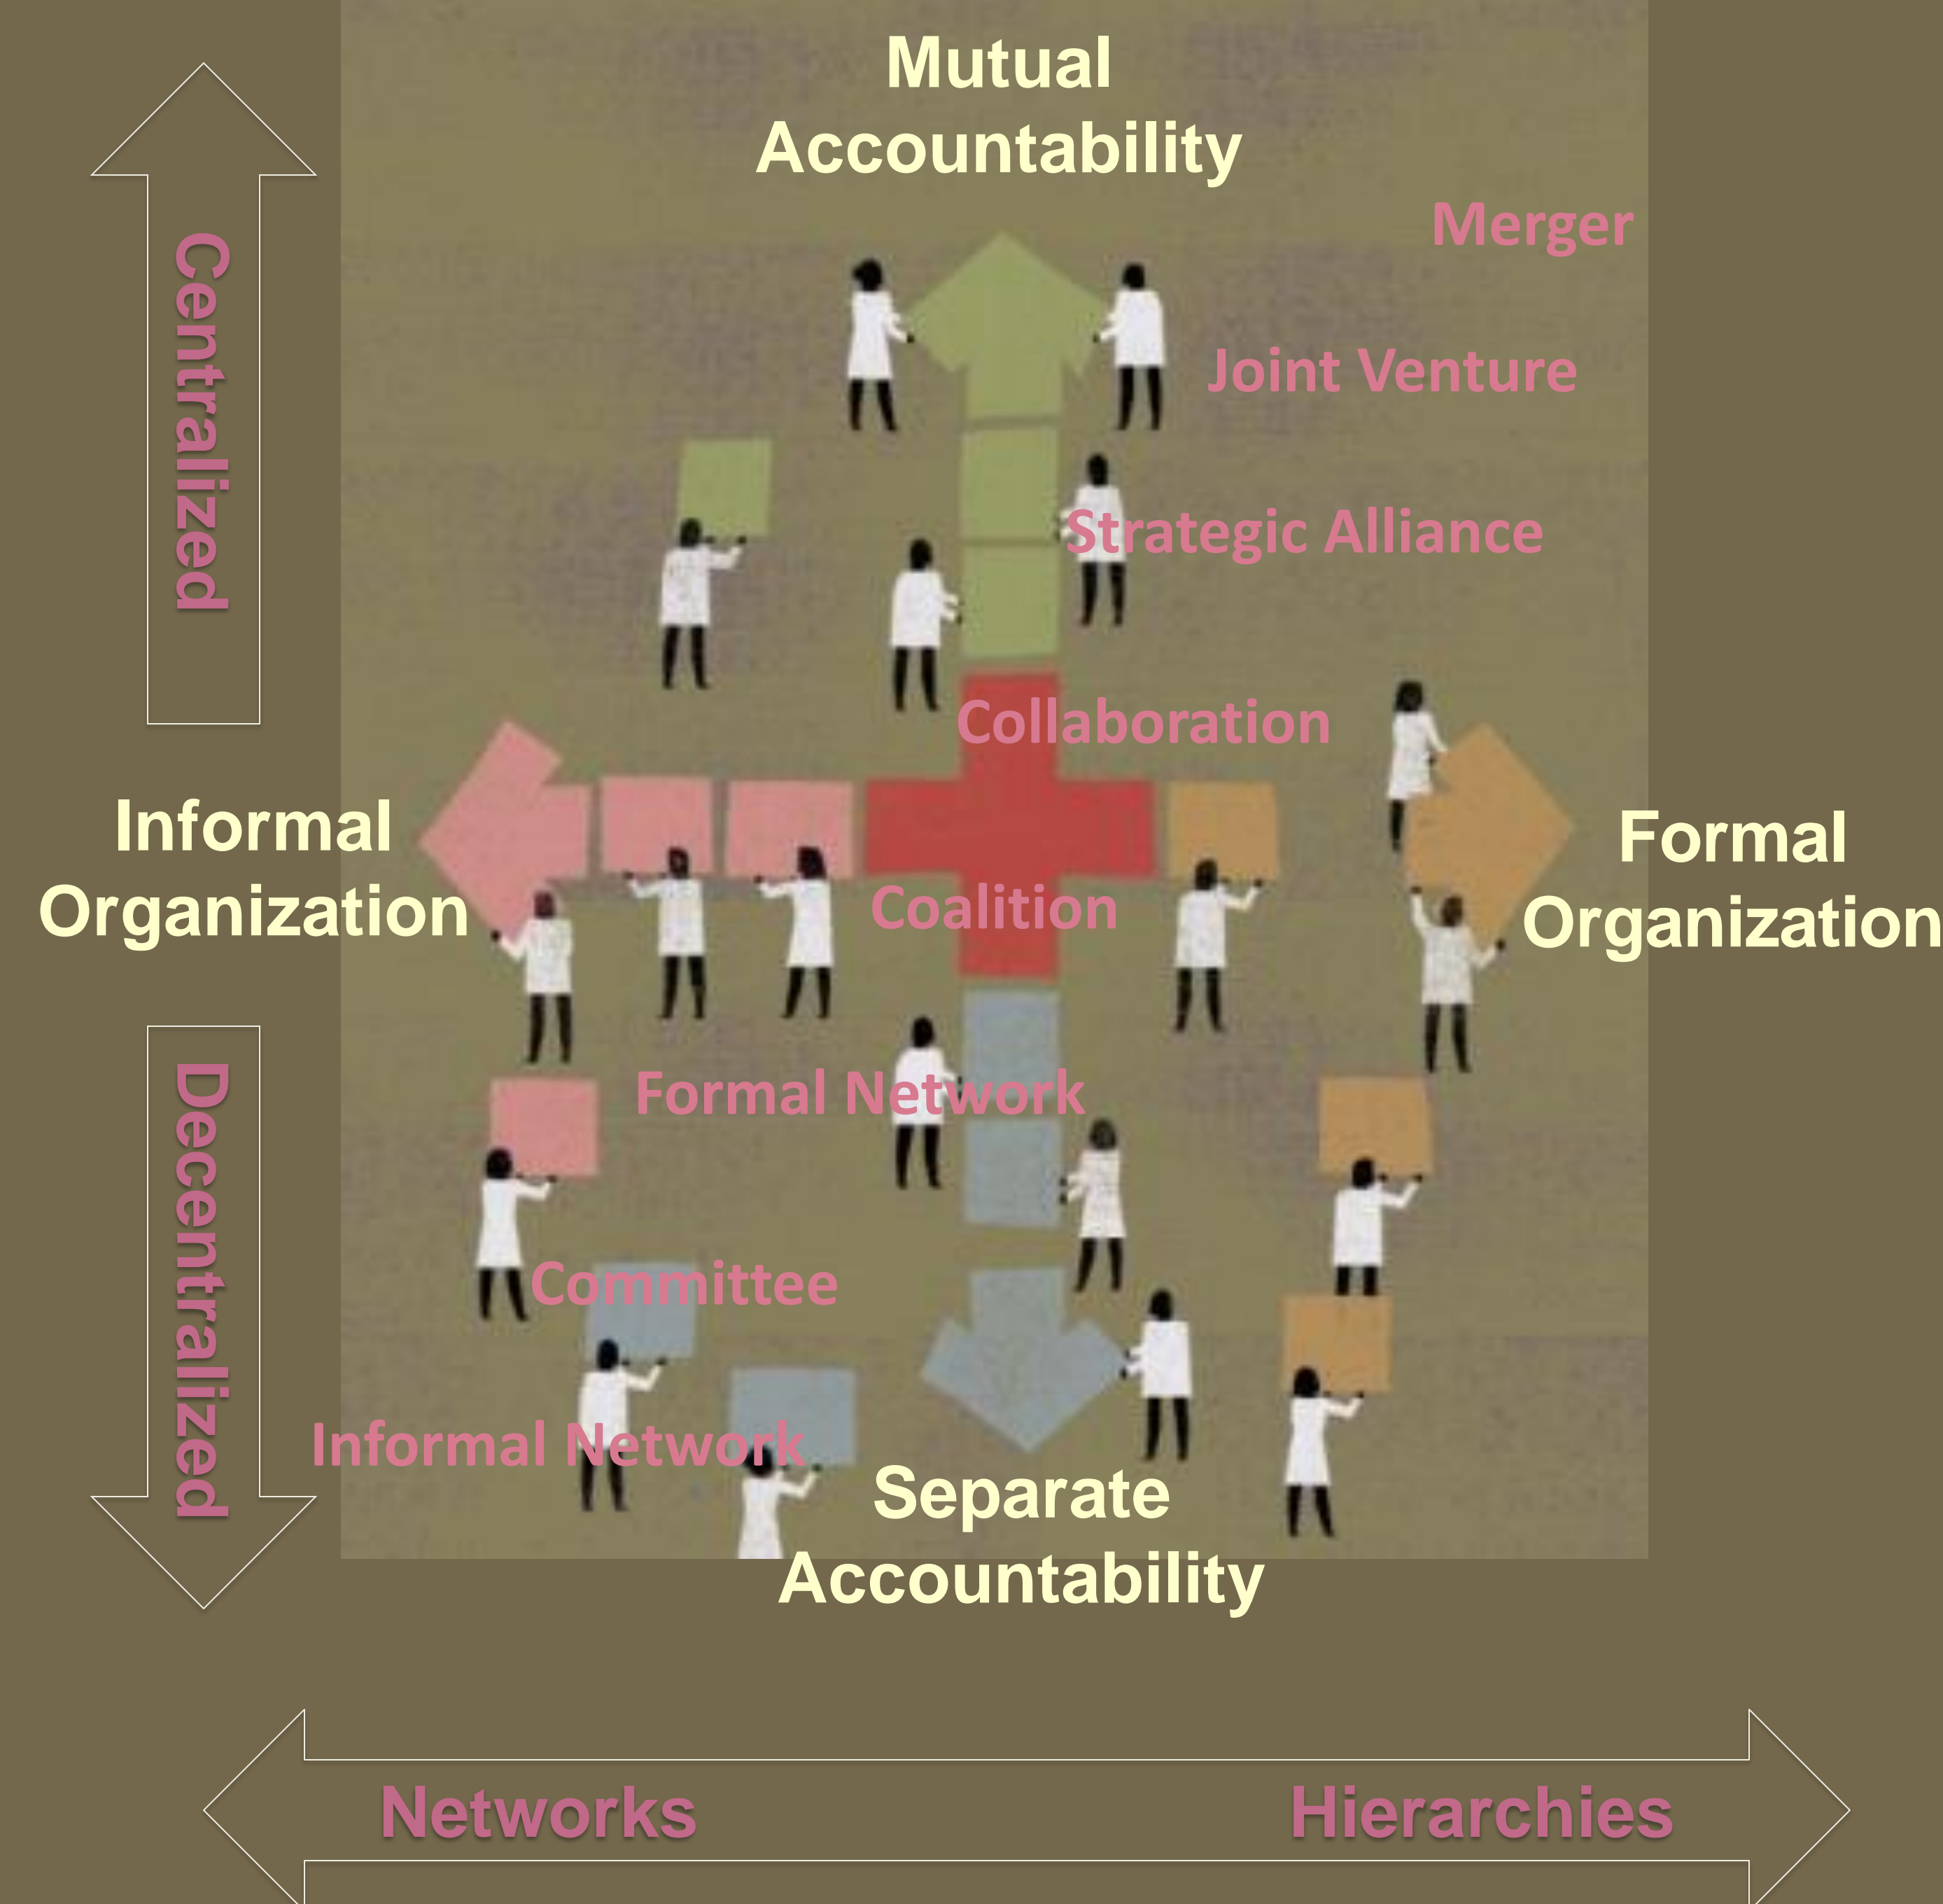 Mutual
Accountability
Merger
Centralized
Joint Venture
Strategic Alliance
Collaboration
Informal
Organization
Formal
Organization
Coalition
Decentralized
Formal Network
Committee
Informal Network
Separate
Accountability
Networks
Hierarchies